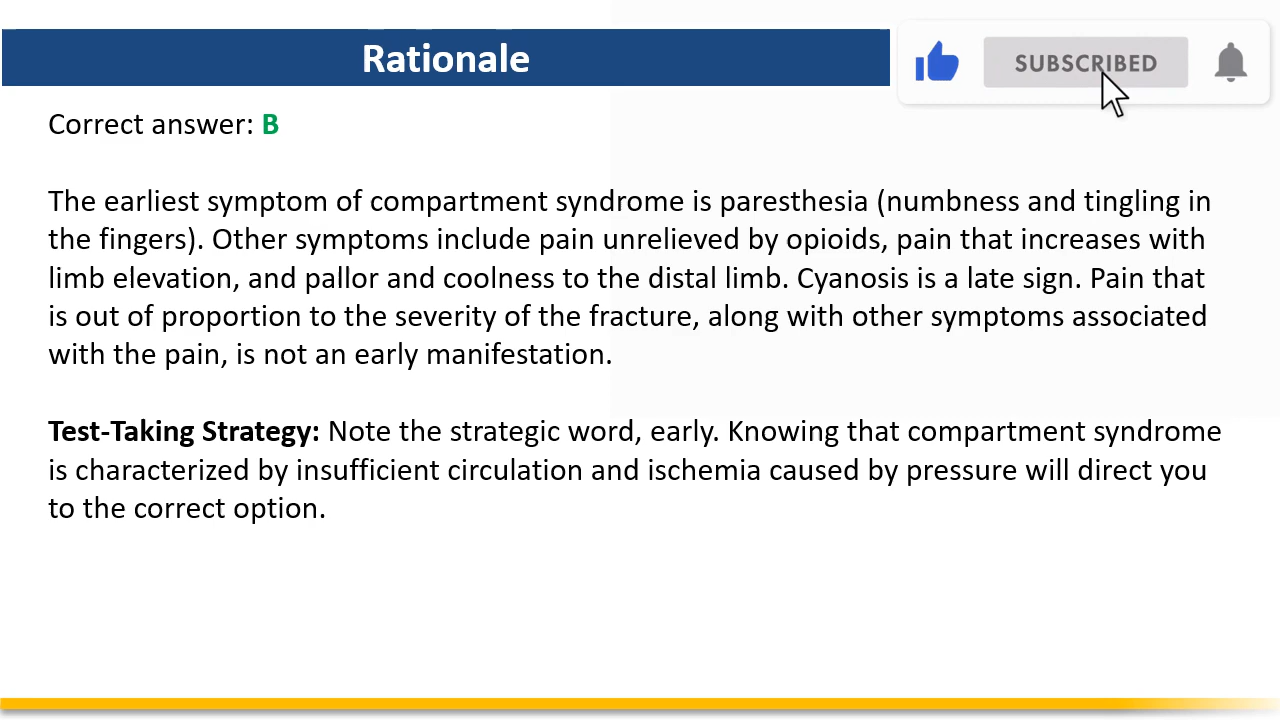 Rationale
SUBSCRIBED
Correct answer: B
The earliest symptom of compartment syndrome is paresthesia (numbness and tingling in
the fingers). Other symptoms include pain unrelieved by opioids, pain that increases with
limb elevation, and pallor and coolness to the distal limb. Cyanosis is a late sign. Pain that
is out of proportion to the severity of the fracture, along with other symptoms associated
with the pain, is not an early manifestation.
Test-Taking Strategy: Note the strategic word, early. Knowing that compartment syndrome
is characterized by insufficient circulation and ischemia caused by pressure will direct you
to the correct option.